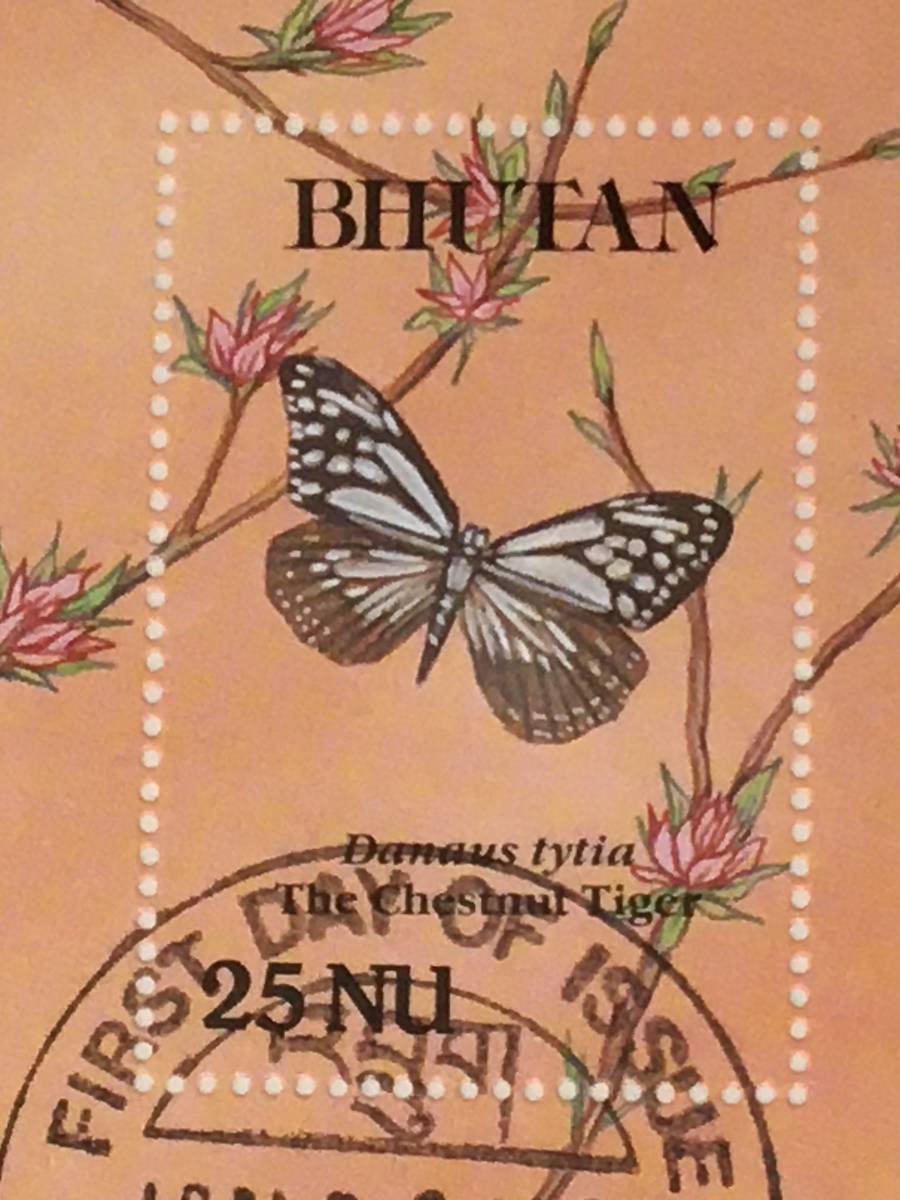 BHUTAN
Danaus tytia
The Chestnut Tiger
25 NU
FIRST DAY OF ISSUE